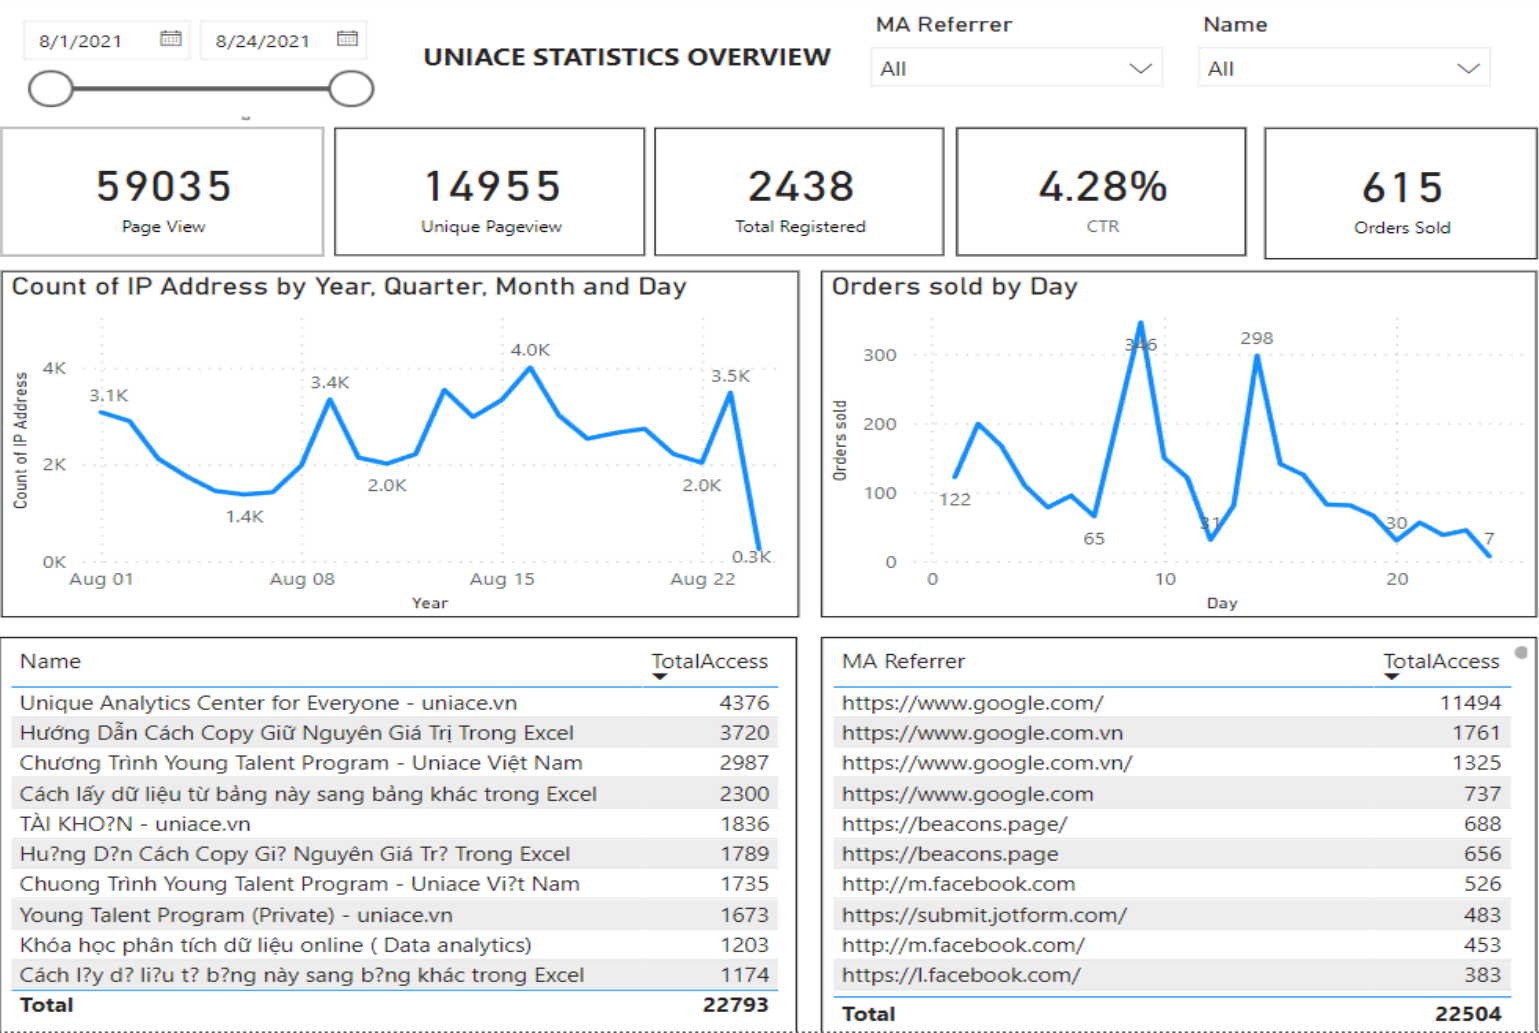 MA Referrer
Name
8/1/2021
8/24/2021
UNIACE STATISTICS OVERVIEW
All
All
59035
Page View
14955
Unique Pageview
2438
Total Registered
4.28%
CTR
615
Orders Sold
Count of IP Address by Year, Quarter, Month and Day
Count of IP Address
4K
2K
0K
3.1K
1.4K
3.4K
2.0K
4.0K
2.0K
3.5K
0.3K
Aug 01
Aug 08
Aug 15
Aug 22
Year
Orders sold by Day
Orders sold
300
200
100
0
122
65
346
31
298
30
7
0
10
20
Day
Name TotalAccess
Unique Analytics Center for Everyone - uniace.vn 4376
Hướng Dẫn Cách Copy Giữ Nguyên Giá Trị Trong Excel 3720
Chương Trình Young Talent Program - Uniace Việt Nam 2987
Cách lấy dữ liệu từ bảng này sang bảng khác trong Excel 2300
TÀI KHO?N - uniace.vn 1836
Hu?ng D?n Cách Copy Gi? Nguyên Giá Tr? Trong Excel 1789
Chuong Trình Young Talent Program - Uniace Vi?t Nam 1735
Young Talent Program (Private) - uniace.vn 1673
Khóa học phân tích dữ liệu online ( Data analytics) 1203
Cách l?y d? li?u t? b?ng này sang b?ng khác trong Excel 1174
Total 22793
MA Referrer TotalAccess
https://www.google.com/ 11494
https://www.google.com.vn 1761
https://www.google.com.vn/ 1325
https://www.google.com 737
https://beacons.page/ 688
https://beacons.page 656
http://m.facebook.com 526
https://submit.jotform.com/ 483
http://m.facebook.com/ 453
https://l.facebook.com/ 383
Total 22504